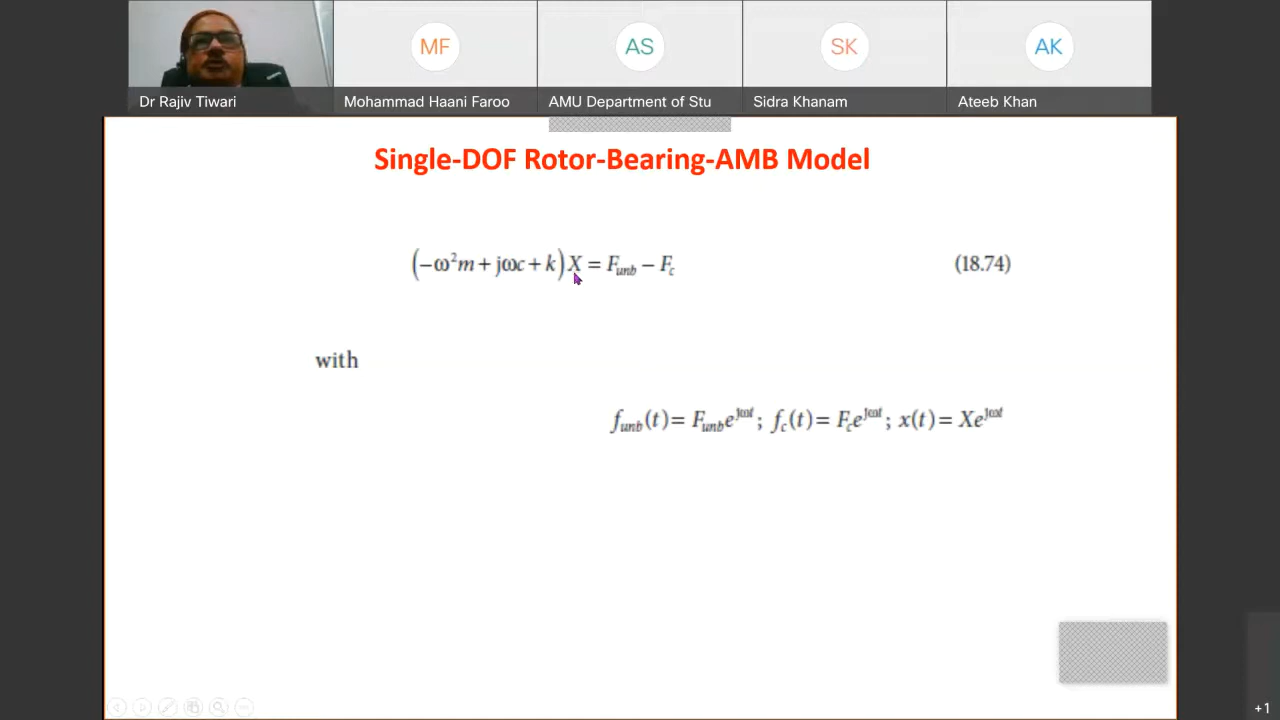 MF
AS
SK
AK
Dr Rajiv Tiwari
Mohammad Haani Faroo
AMU Department of Stu
Sidra Khanam
Ateeb Khan
Single-DOF Rotor-Bearing-AMB Model
(−ω²m + jωc + k)X = F_unb − F_c (18.74)
with
f_unb(t) = F_unb e^{jωt}; f_c(t) = F_c e^{jωt}; x(t) = Xe^{jωt}
+1